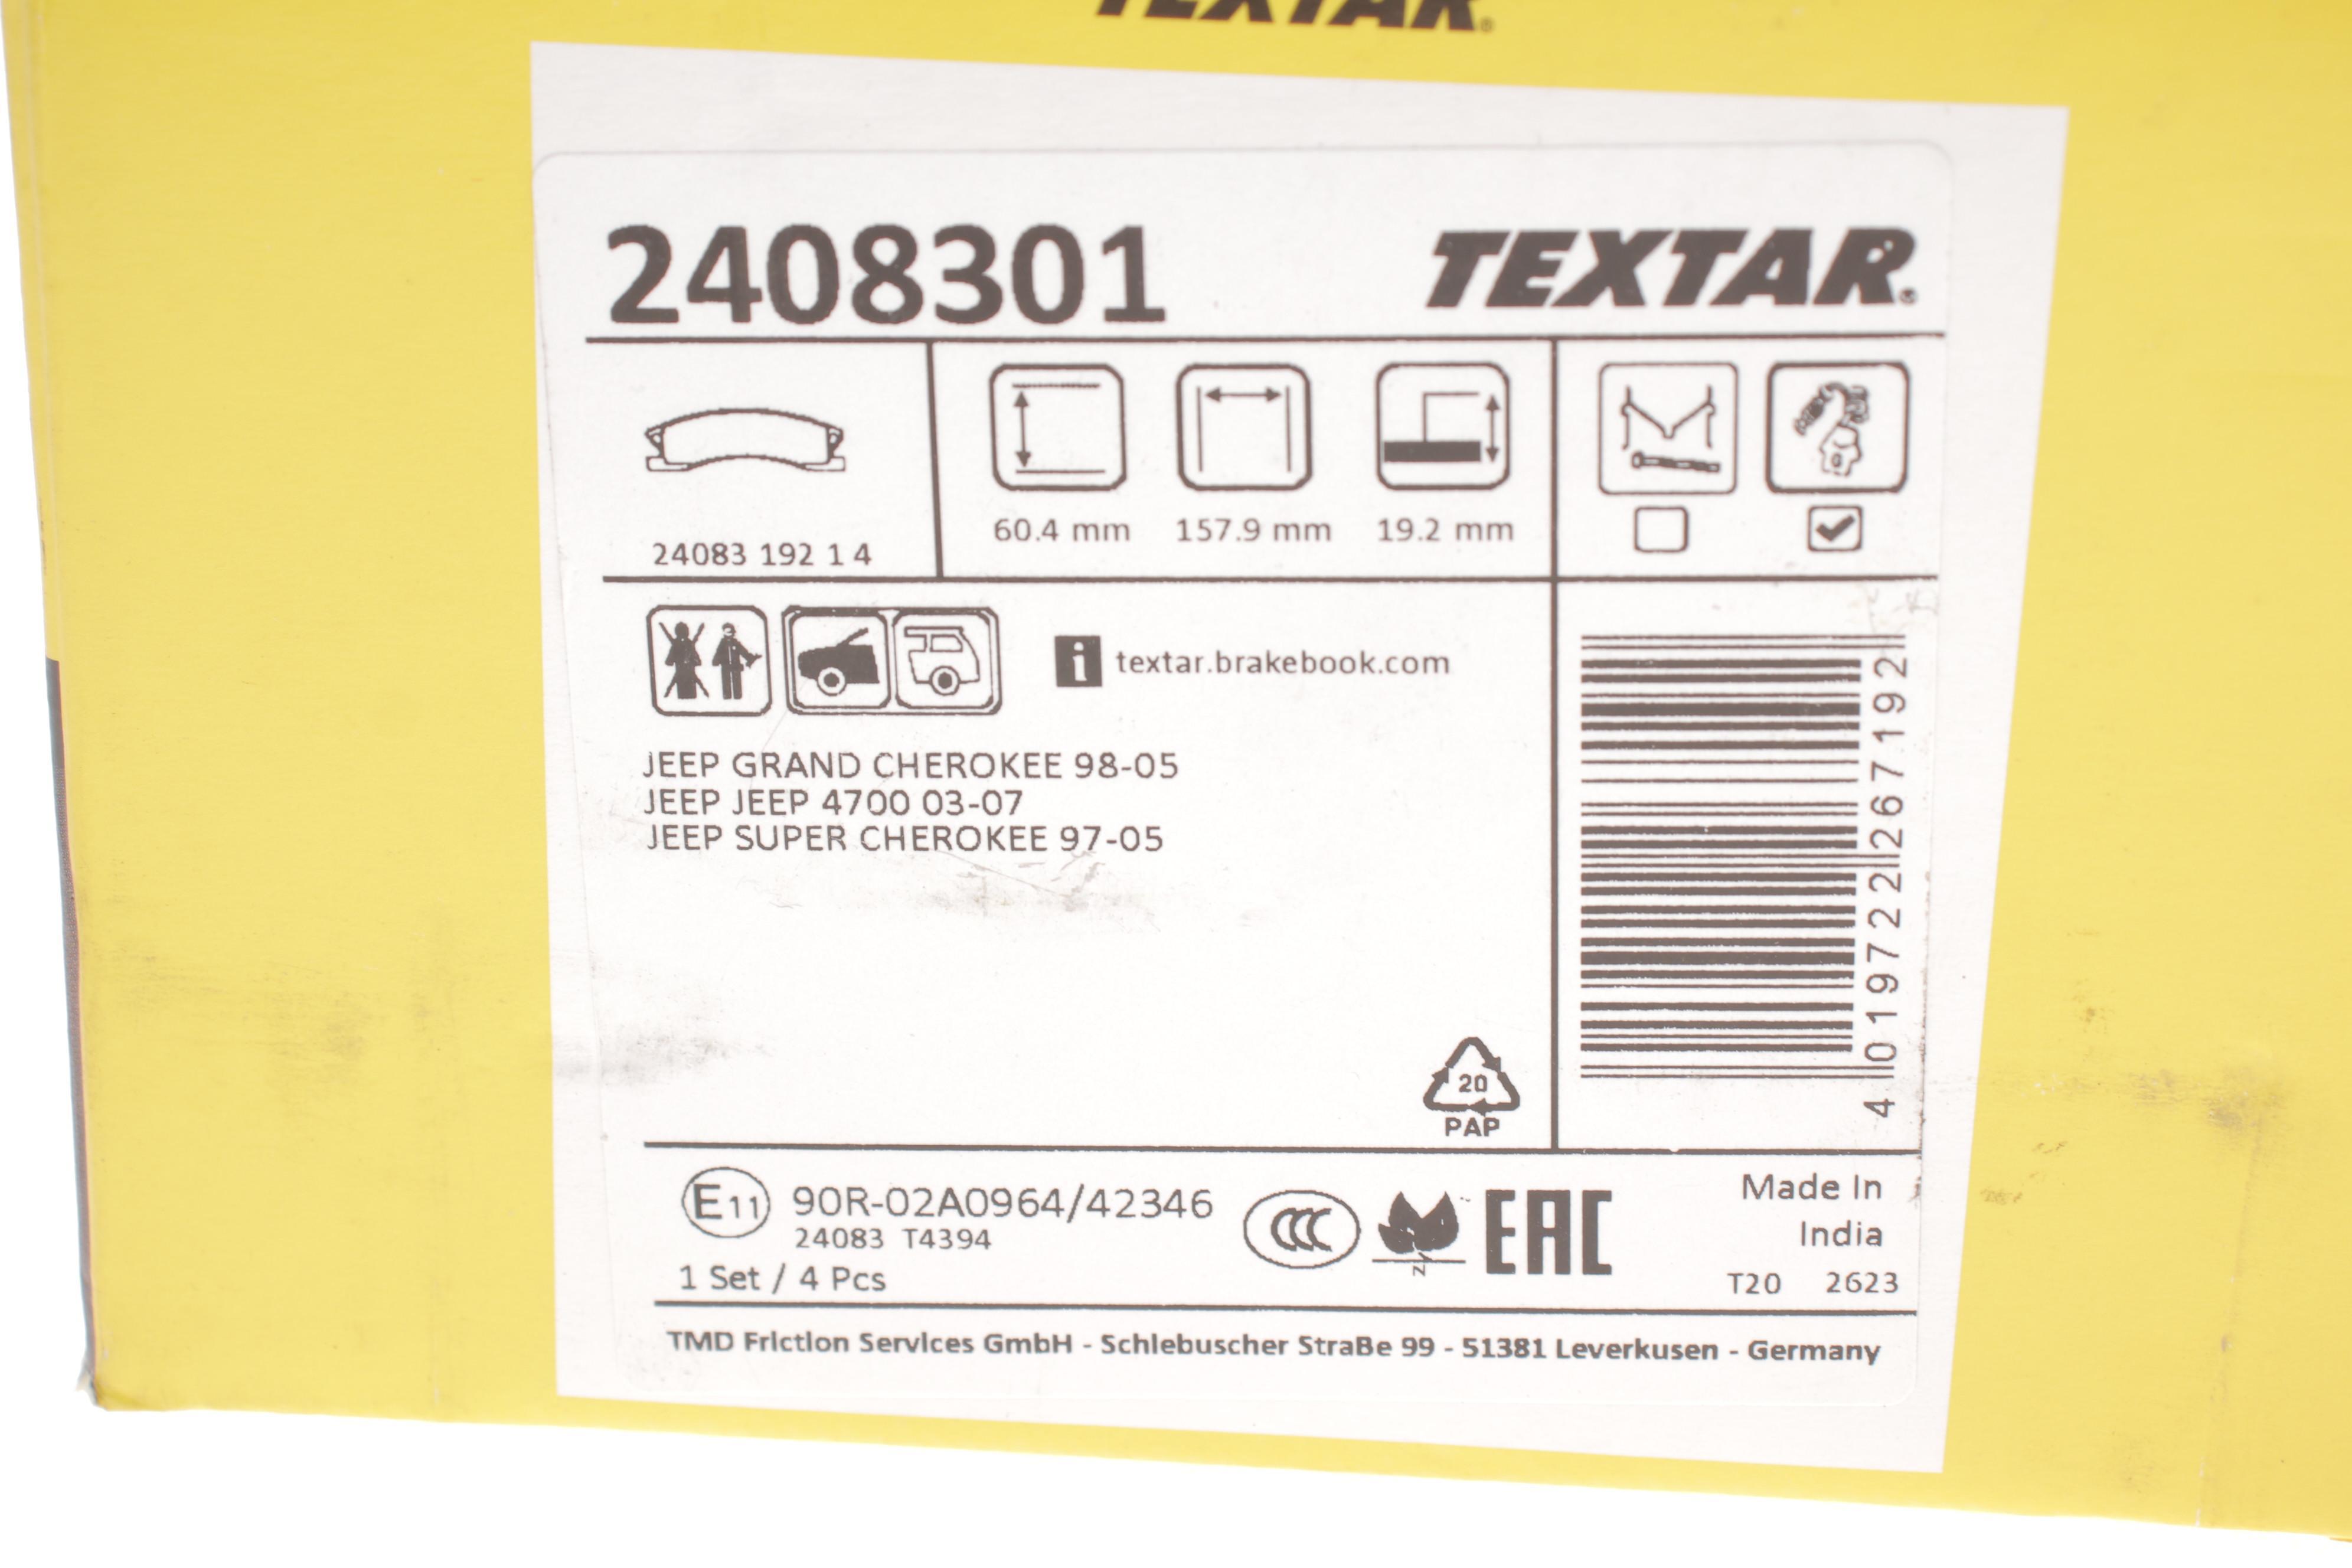 TEXTAR®
2408301
TEXTAR®
24083 192 1 4
60.4 mm
157.9 mm
19.2 mm
i textar.brakebook.com
JEEP GRAND CHEROKEE 98-05
JEEP JEEP 4700 03-07
JEEP SUPER CHEROKEE 97-05
4 019722 267192
20
PAP
E11 90R-02A0964/42346
24083 T4394
1 Set / 4 Pcs
CCC
N
EAC
Made In
India
T20 2623
TMD Friction Services GmbH - Schlebuscher Straße 99 - 51381 Leverkusen - Germany